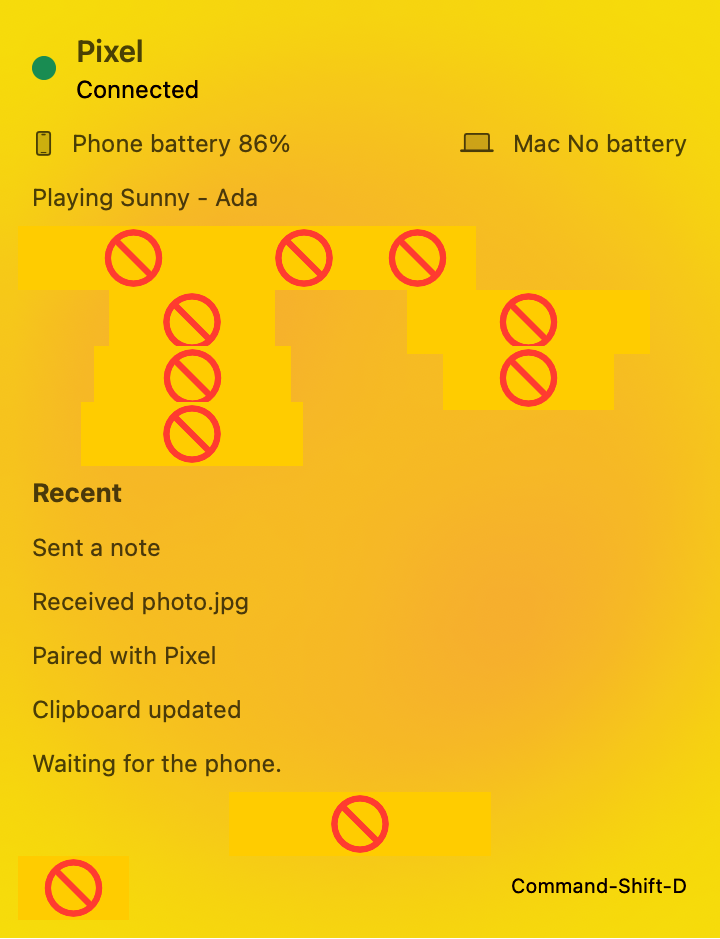 Pixel
Connected
Phone battery 86%
Mac No battery
Playing Sunny - Ada
Recent
Sent a note
Received photo.jpg
Paired with Pixel
Clipboard updated
Waiting for the phone.
Command-Shift-D